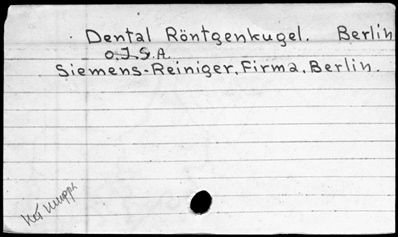 Dental Röntgenkugel. Berlin
o.J.S.A.
Siemens-Reiniger, Firma, Berlin.